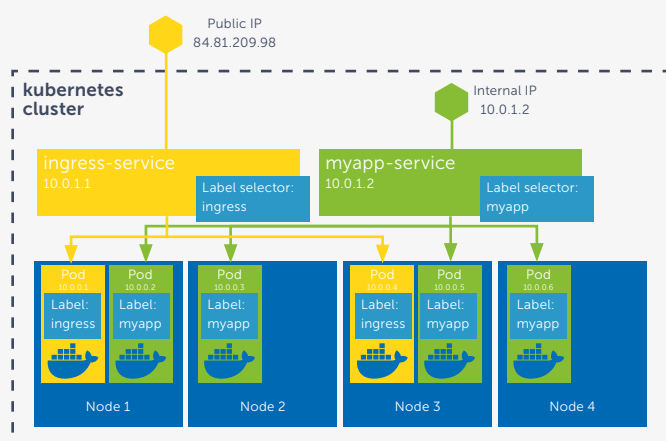 Public IP
84.81.209.98
kubernetes
cluster
Internal IP
10.0.1.2
ingress-service
10.0.1.1
Label selector:
ingress
myapp-service
10.0.1.2
Label selector:
myapp
Pod
10.0.0.1
Label:
ingress
Pod
10.0.0.2
Label:
myapp
Node 1
Pod
10.0.0.3
Label:
myapp
Node 2
Pod
10.0.0.4
Label:
ingress
Pod
10.0.0.5
Label:
myapp
Node 3
Pod
10.0.0.6
Label:
myapp
Node 4